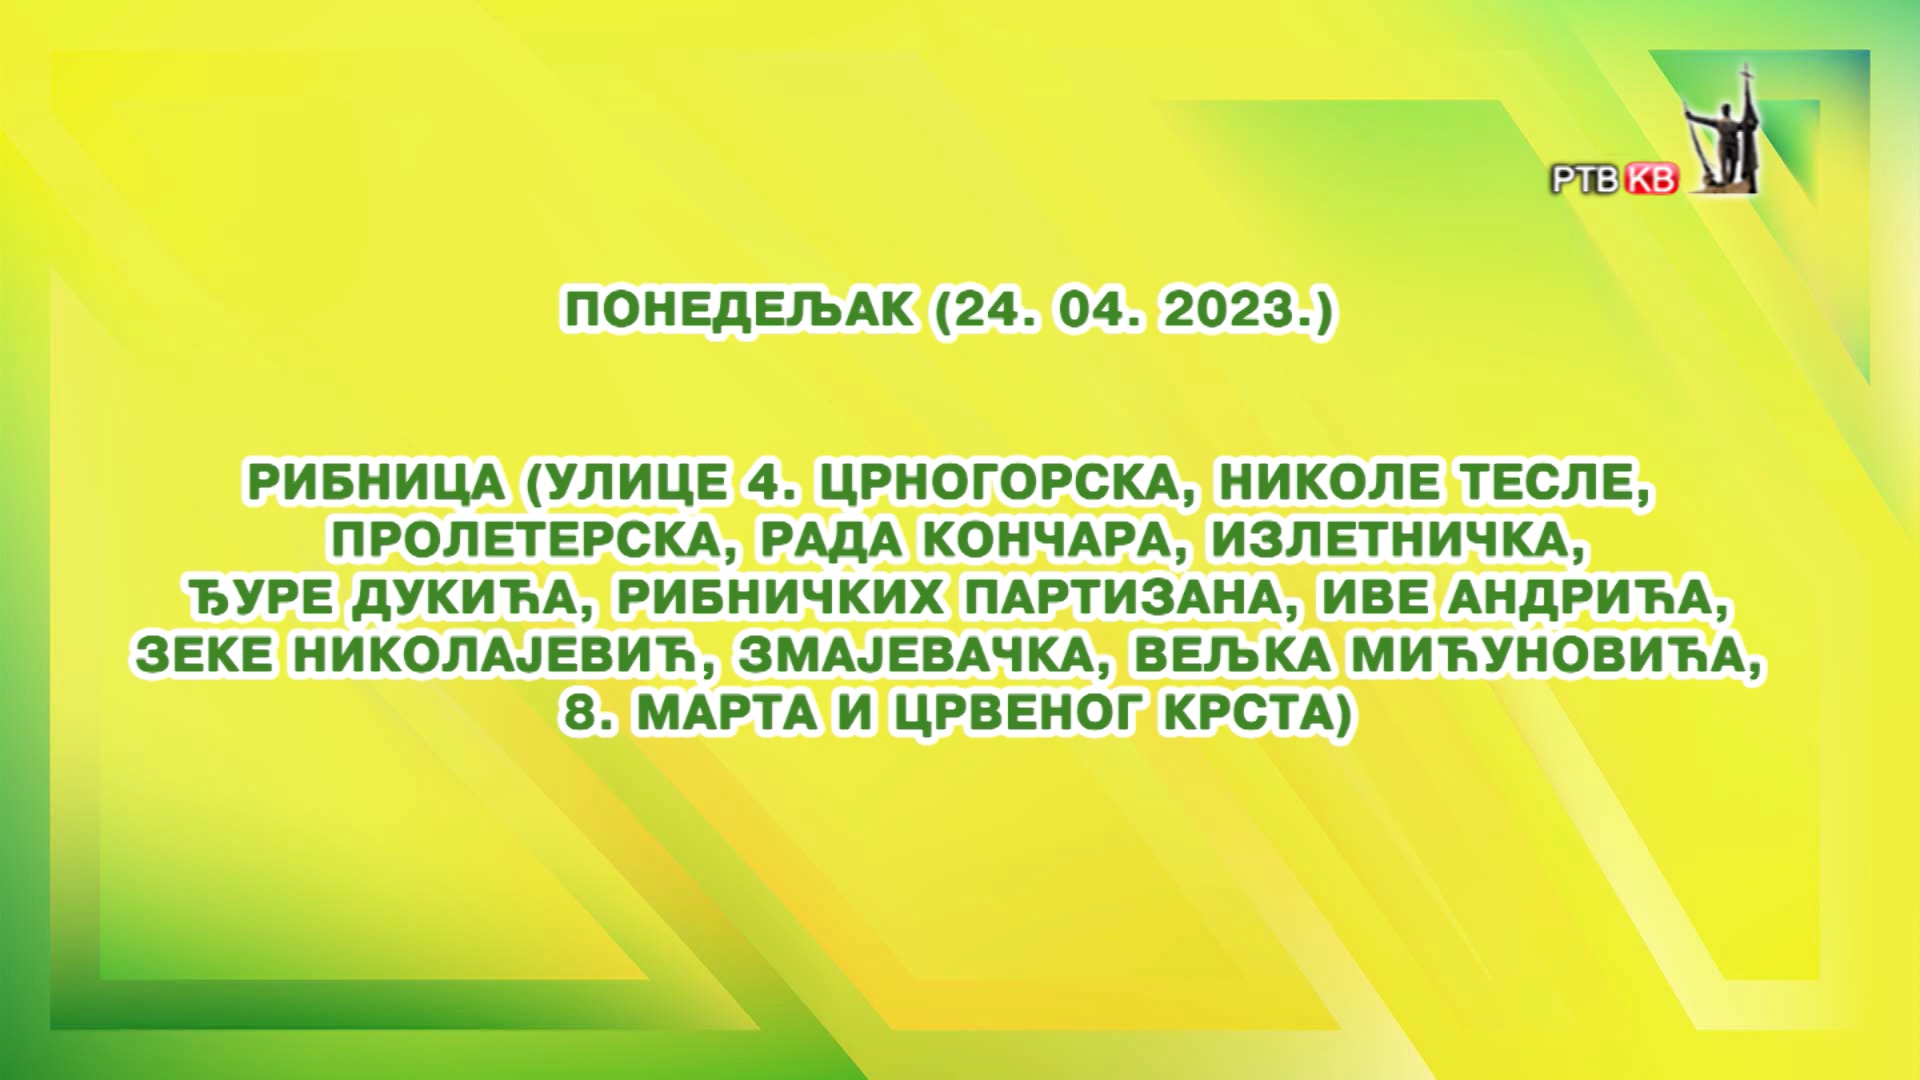 РТВ КВ
ПОНЕДЕЉАК (24. 04. 2023.)
РИБНИЦА (УЛИЦЕ 4. ЦРНОГОРСКА, НИКОЛЕ ТЕСЛЕ,
ПРОЛЕТЕРСКА, РАДА КОНЧАРА, ИЗЛЕТНИЧКА,
ЂУРЕ ДУКИЋА, РИБНИЧКИХ ПАРТИЗАНА, ИВЕ АНДРИЋА,
ЗЕКЕ НИКОЛАЈЕВИЋ, ЗМАЈЕВАЧКА, ВЕЉКА МИЋУНОВИЋА,
8. МАРТА И ЦРВЕНОГ КРСТА)